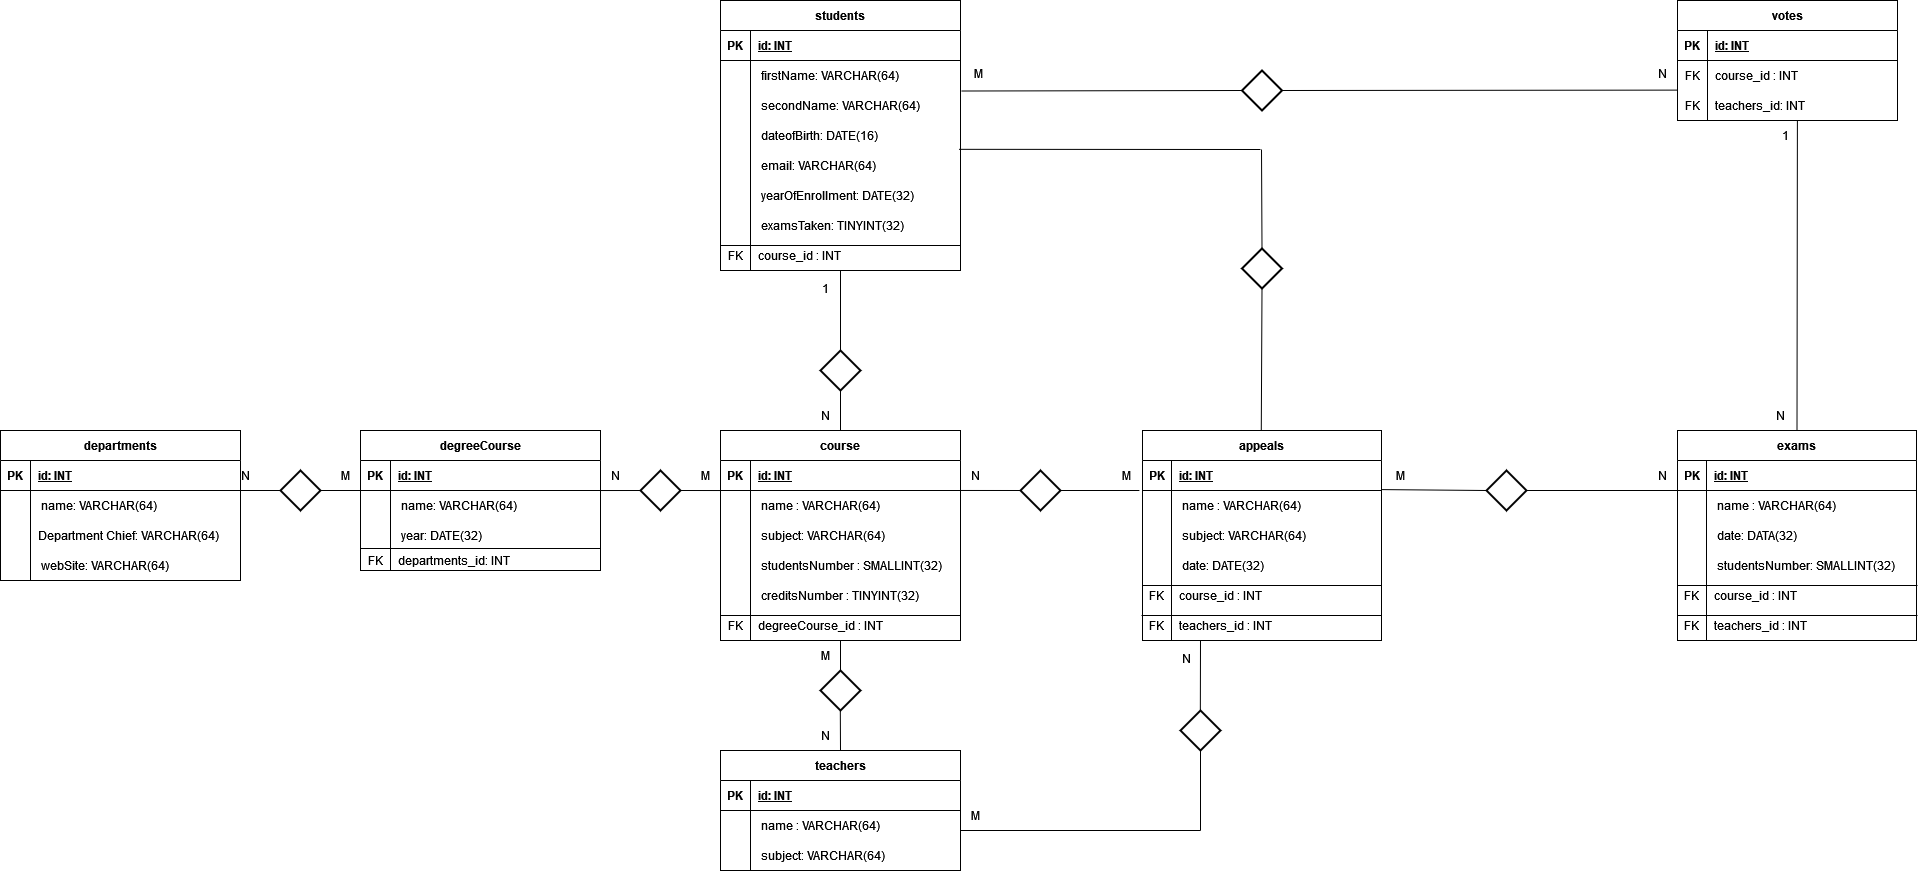 students
PK id: INT
firstName: VARCHAR(64)
secondName: VARCHAR(64)
dateofBirth: DATE(16)
email: VARCHAR(64)
yearOfEnrollment: DATE(32)
examsTaken: TINYINT(32)
FK course_id : INT
votes
PK id: INT
FK course_id : INT
FK teachers_id: INT
M
N
1
1
N
N
departments
PK id: INT
name: VARCHAR(64)
Department Chief: VARCHAR(64)
webSite: VARCHAR(64)
N
M
degreeCourse
PK id: INT
name: VARCHAR(64)
year: DATE(32)
FK departments_id: INT
N
M
course
PK id: INT
name : VARCHAR(64)
subject: VARCHAR(64)
studentsNumber : SMALLINT(32)
creditsNumber : TINYINT(32)
FK degreeCourse_id : INT
N
M
appeals
PK id: INT
name : VARCHAR(64)
subject: VARCHAR(64)
date: DATE(32)
FK course_id : INT
FK teachers_id : INT
M
N
exams
PK id: INT
name : VARCHAR(64)
date: DATA(32)
studentsNumber: SMALLINT(32)
FK course_id : INT
FK teachers_id : INT
M
N
N
teachers
PK id: INT
name : VARCHAR(64)
subject: VARCHAR(64)
M